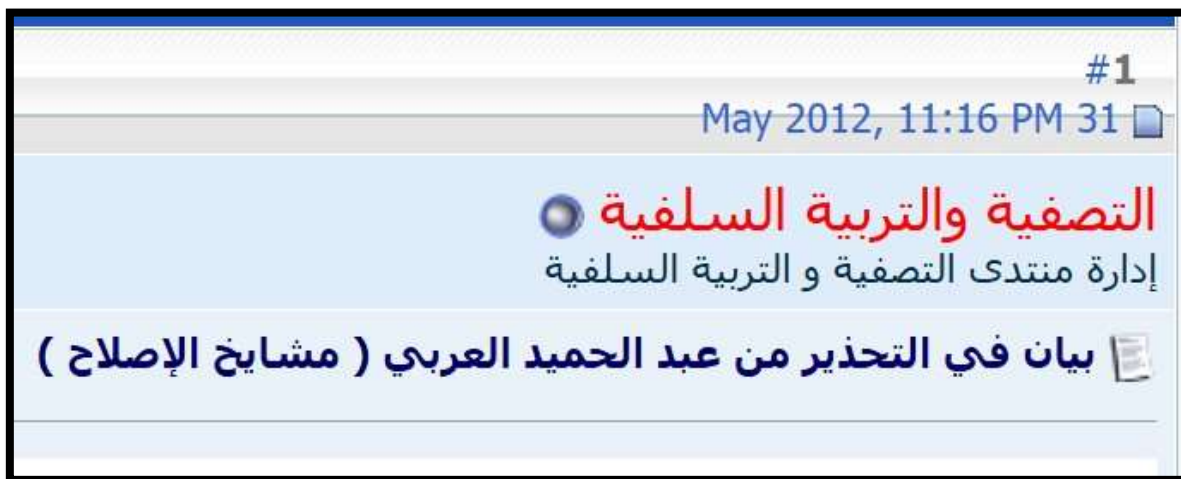 #1
31 May 2012, 11:16 PM
التصفية والتربية السلفية
إدارة منتدى التصفية و التربية السلفية
بيان في التحذير من عبد الحميد العربي ( مشايخ الإصلاح )